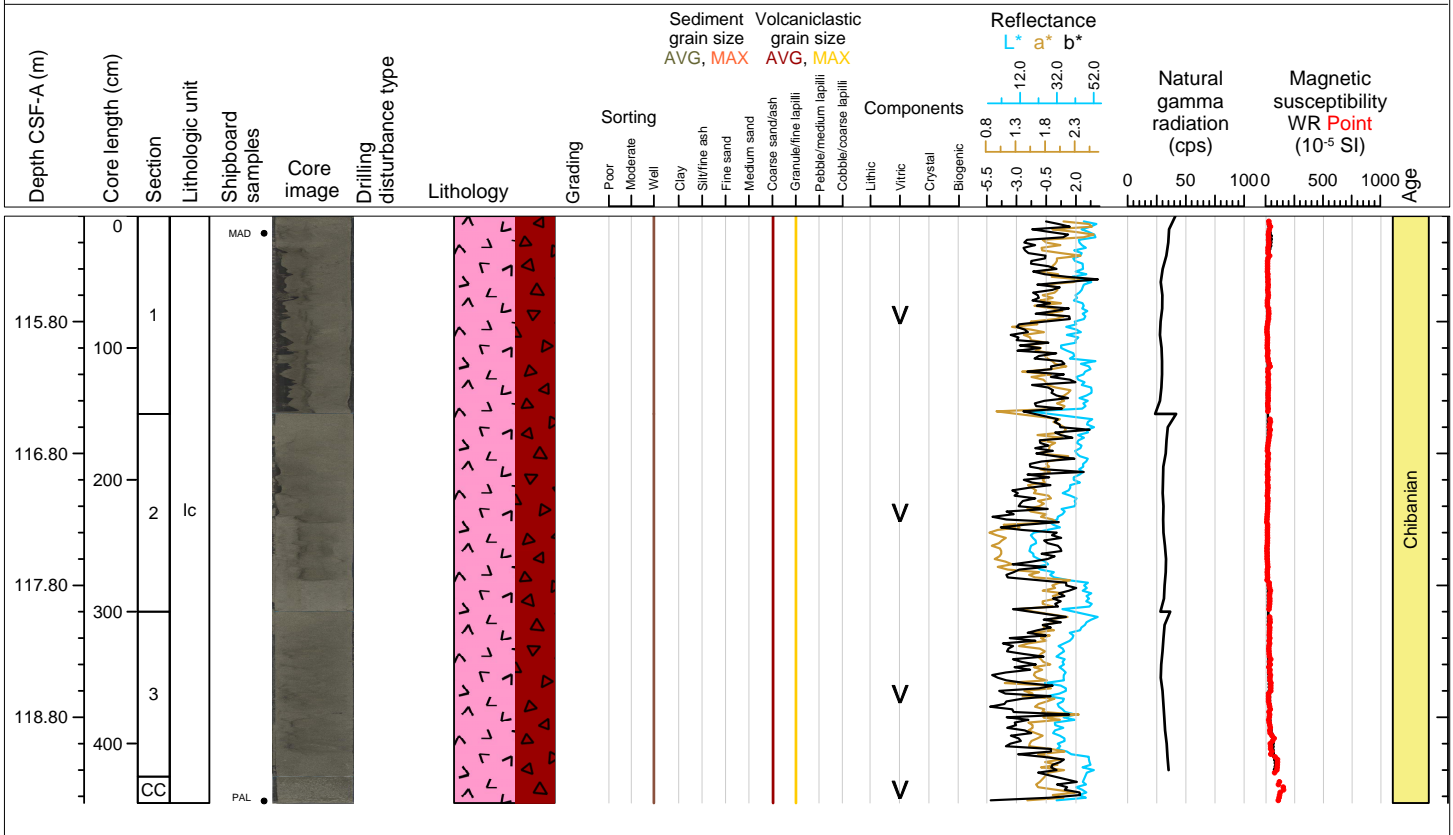 Depth CSF-A (m)
Core length (cm)
Section
Lithologic unit
Shipboard
samples
Core
image
Drilling
disturbance type
Lithology
Grading
Sorting
Poor
Moderate
Well
Sediment
grain size
AVG, MAX
Volcaniclastic
grain size
AVG, MAX
Clay
Silt/fine ash
Fine sand
Medium sand
Coarse sand/ash
Granule/fine lapilli
Pebble/medium lapilli
Cobble/coarse lapilli
Components
Lithic
Vitric
Crystal
Biogenic
Reflectance
L* a* b*
12.0 32.0 52.0
0.8 1.3 1.8 2.3
-5.5 -3.0 -0.5 2.0
Natural
gamma
radiation
(cps)
0 50 100
Magnetic
susceptibility
WR Point
(10-5 SI)
0 500 1000
Age
0
100
200
300
400
115.80
116.80
117.80
118.80
1
2
3
CC
Ic
MAD
PAL
V
V
V
V
Chibanian